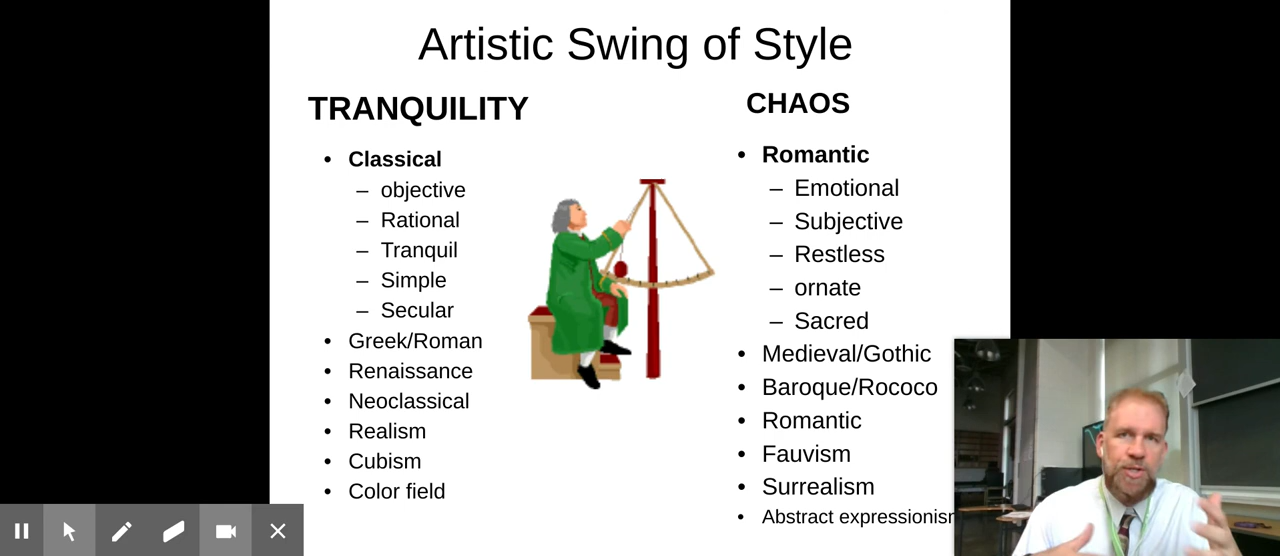 Artistic Swing of Style
TRANQUILITY
• Classical
– objective
– Rational
– Tranquil
– Simple
– Secular
• Greek/Roman
• Renaissance
• Neoclassical
• Realism
• Cubism
• Color field
CHAOS
• Romantic
– Emotional
– Subjective
– Restless
– ornate
– Sacred
• Medieval/Gothic
• Baroque/Rococo
• Romantic
• Fauvism
• Surrealism
• Abstract